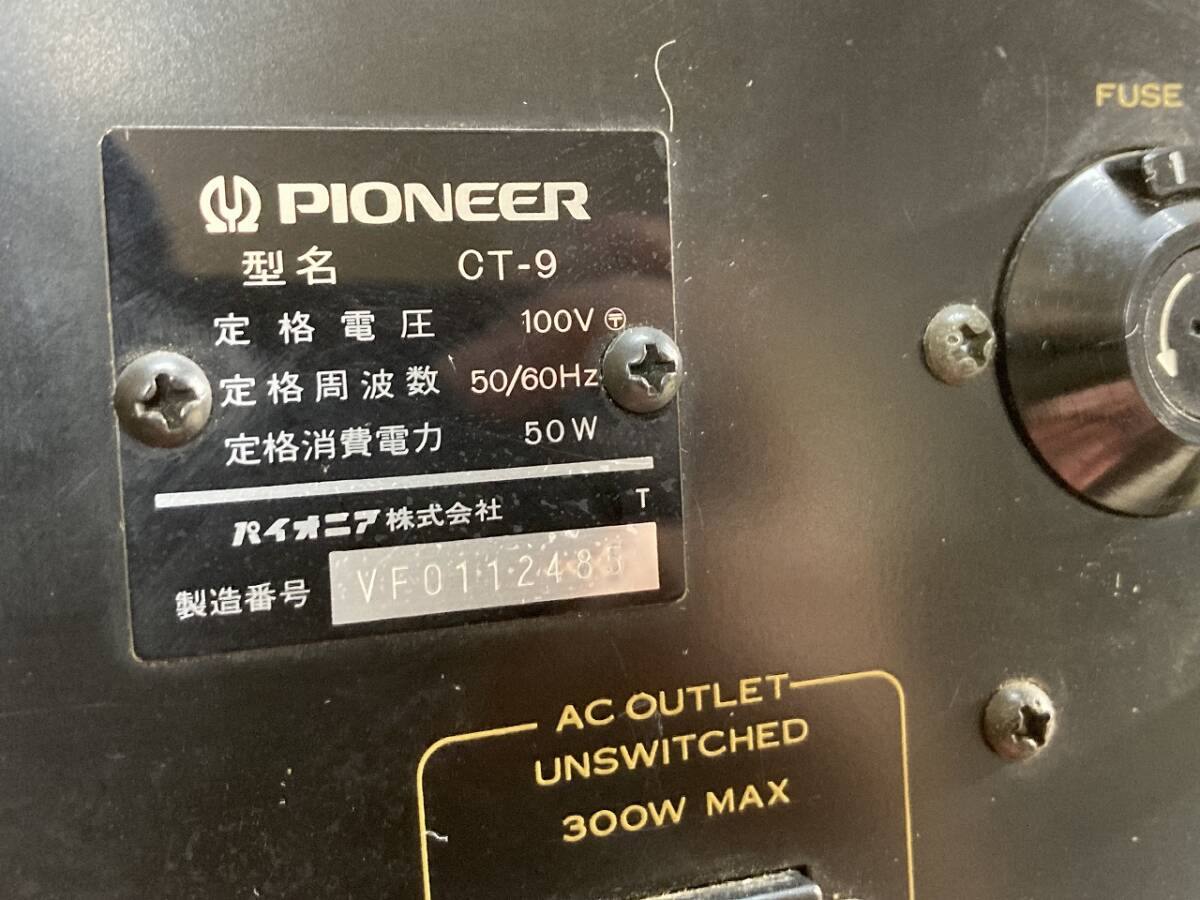 PIONEER
型名 CT-9
定格電圧 100V 〶
定格周波数 50/60Hz
定格消費電力 50W
パイオニア株式会社 T
製造番号 VF0112485
FUSE
1
AC OUTLET
UNSWITCHED
300W MAX